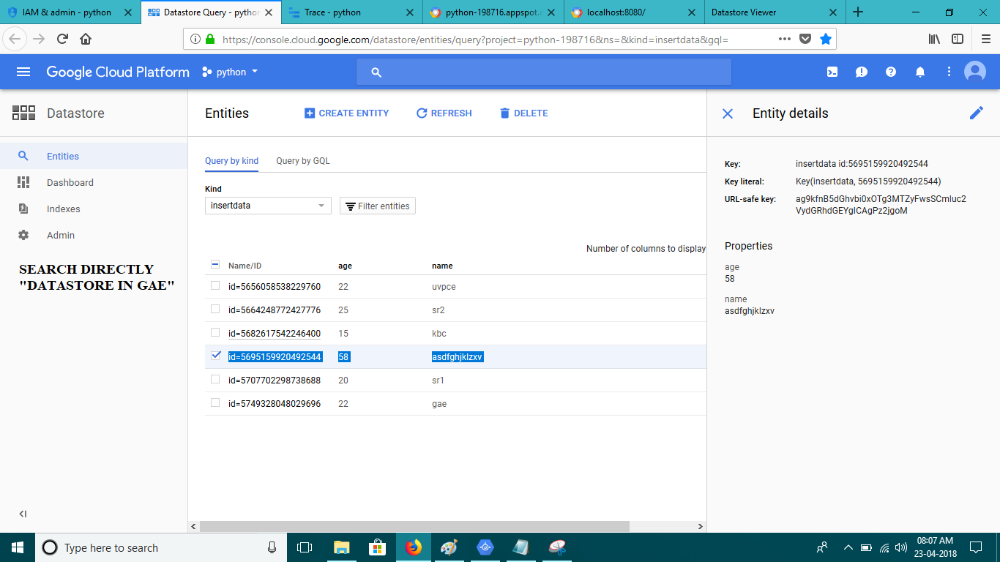 IAM & admin - python
Datastore Query - pythor
Trace - python
python-198716.appspot.c
localhost:8080/
Datastore Viewer
https://console.cloud.google.com/datastore/entities/query?project=python-198716&ns=&kind=insertdata&gql=
Google Cloud Platform
python
Datastore
Entities
CREATE ENTITY
REFRESH
DELETE
Entity details
Entities
Dashboard
Indexes
Admin
SEARCH DIRECTLY
"DATASTORE IN GAE"
Query by kind
Query by GQL
Kind
insertdata
Filter entities
Number of columns to display
Name/ID age name
id=5656058538229760 22 uvpce
id=5664248772427776 25 sr2
id=5682617542246400 15 kbc
id=5695159920492544 58 asdfghjklzxv
id=5707702298738688 20 sr1
id=5749328048029696 22 gae
Key: insertdata id:5695159920492544
Key literal: Key(insertdata, 5695159920492544)
URL-safe key: ag9kfnB5dGhvbi0xOTg3MTZyFwsSCmluc2
VydGRhdGEYgICAgPz2jgoM
Properties
age
58
name
asdfghjklzxv
Type here to search
08:07 AM
23-04-2018